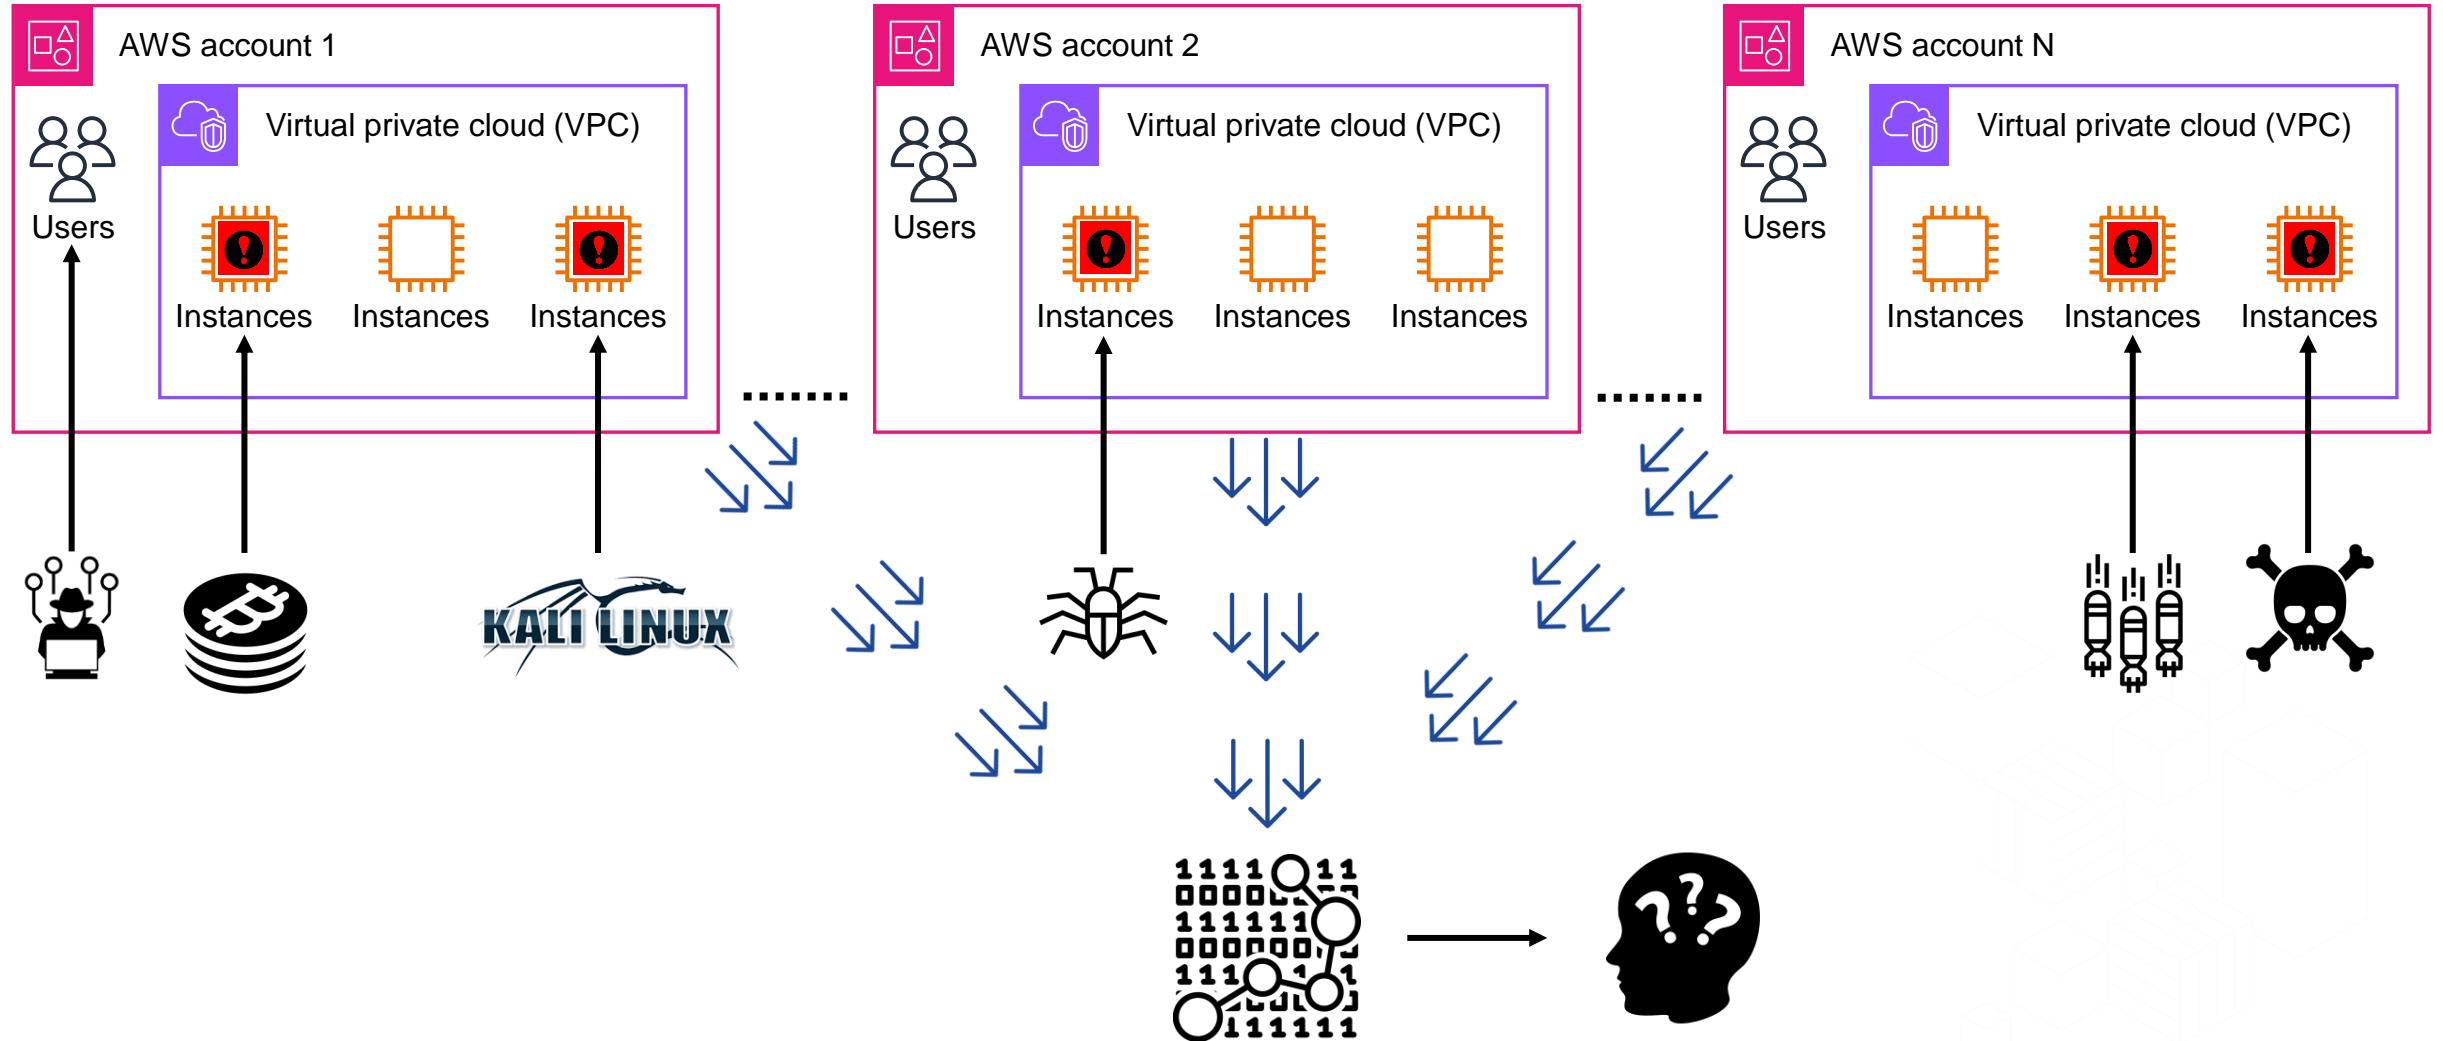 AWS account 1
Virtual private cloud (VPC)
Users
Instances
Instances
Instances
AWS account 2
Virtual private cloud (VPC)
Users
Instances
Instances
Instances
AWS account N
Virtual private cloud (VPC)
Users
Instances
Instances
Instances
KALI LINUX
???